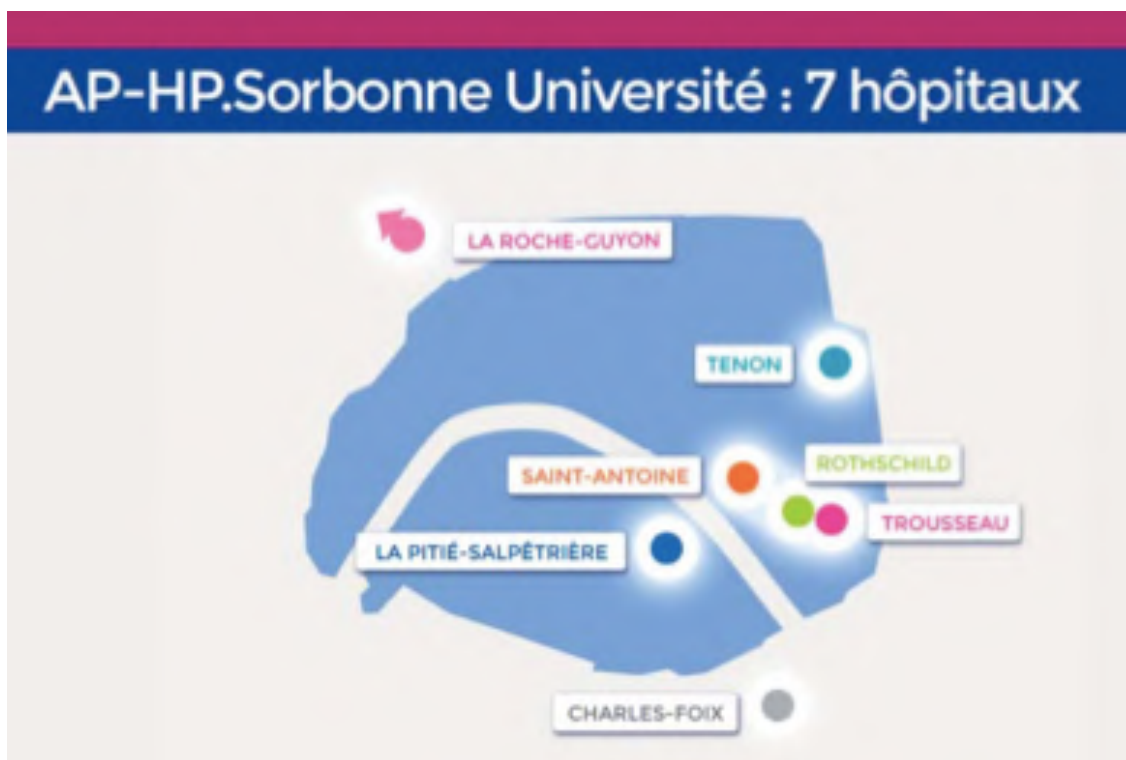 AP-HP.Sorbonne Université : 7 hôpitaux
LA ROCHE-GUYON
TENON
ROTHSCHILD
SAINT-ANTOINE
TROUSSEAU
LA PITIÉ-SALPÊTRIÈRE
CHARLES-FOIX